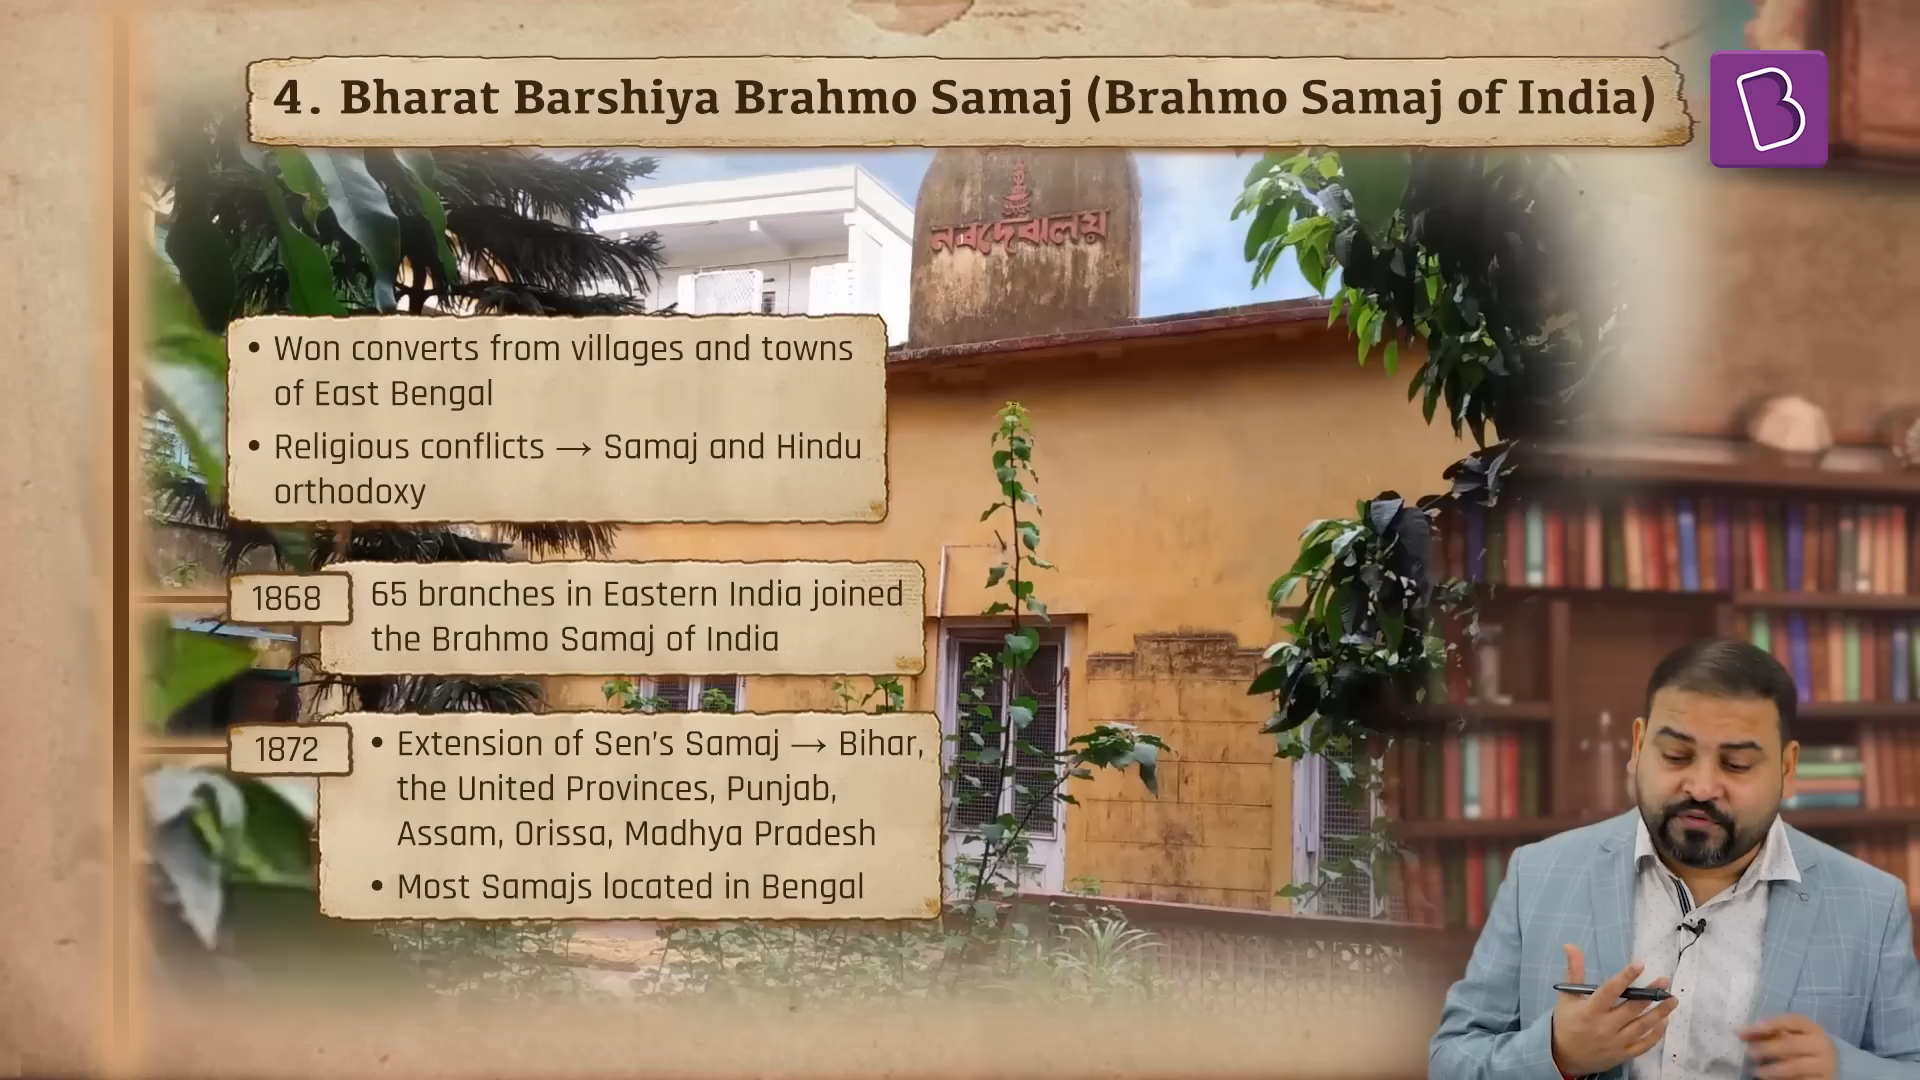 4. Bharat Barshiya Brahmo Samaj (Brahmo Samaj of India)
নবদেবালয়
• Won converts from villages and towns
of East Bengal
• Religious conflicts → Samaj and Hindu
orthodoxy
1868
65 branches in Eastern India joined
the Brahmo Samaj of India
1872
• Extension of Sen's Samaj → Bihar,
the United Provinces, Punjab,
Assam, Orissa, Madhya Pradesh
• Most Samajs located in Bengal